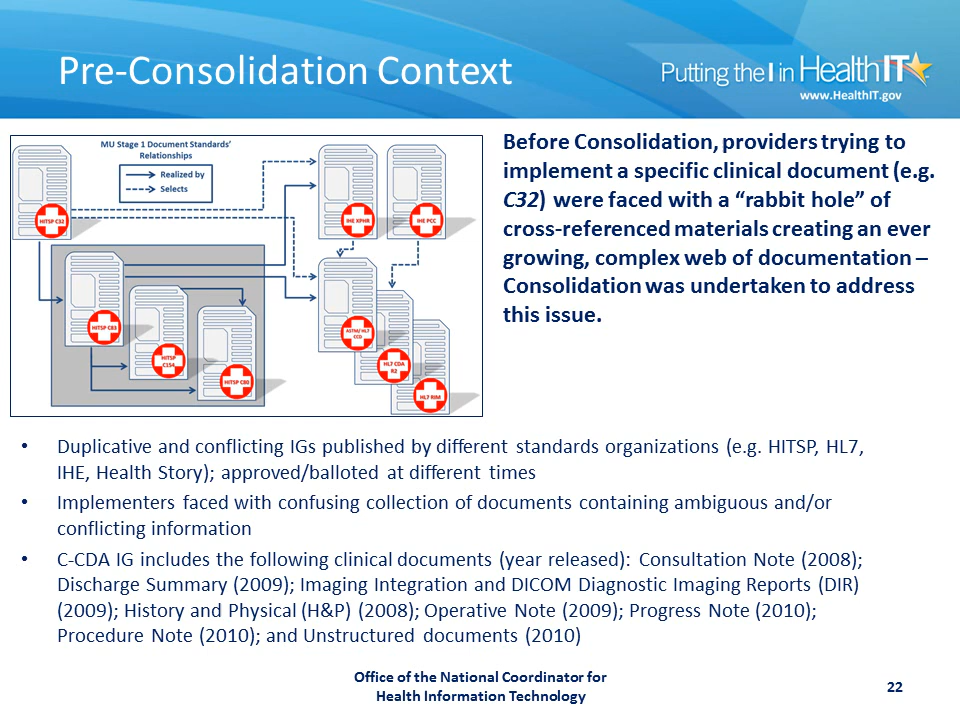 Pre-Consolidation Context
Putting the I in HealthIT
www.HealthIT.gov
MU Stage 1 Document Standards’
Relationships
Realized by
Selects
HITSP C32
IHE XPHR
IHE PCC
HITSP C83
HITSP
C154
HITSP C80
ASTM/ HL7
CCD
HL7 CDA
R2
HL7 RIM
Before Consolidation, providers trying to
implement a specific clinical document (e.g.
C32) were faced with a “rabbit hole” of
cross-referenced materials creating an ever
growing, complex web of documentation –
Consolidation was undertaken to address
this issue.
• Duplicative and conflicting IGs published by different standards organizations (e.g. HITSP, HL7,
IHE, Health Story); approved/balloted at different times
• Implementers faced with confusing collection of documents containing ambiguous and/or
conflicting information
• C-CDA IG includes the following clinical documents (year released): Consultation Note (2008);
Discharge Summary (2009); Imaging Integration and DICOM Diagnostic Imaging Reports (DIR)
(2009); History and Physical (H&P) (2008); Operative Note (2009); Progress Note (2010);
Procedure Note (2010); and Unstructured documents (2010)
Office of the National Coordinator for
Health Information Technology
22